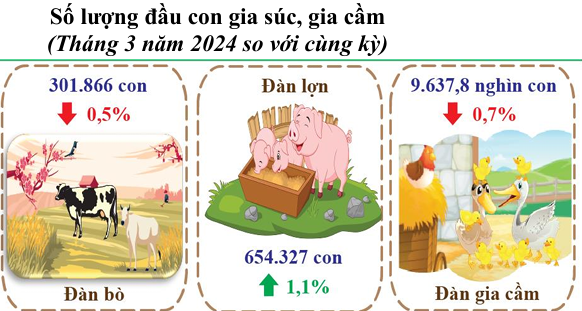 Số lượng đầu con gia súc, gia cầm
(Tháng 3 năm 2024 so với cùng kỳ)
301.866 con
0,5%
Đàn bò
Đàn lợn
654.327 con
1,1%
9.637,8 nghìn con
0,7%
Đàn gia cầm